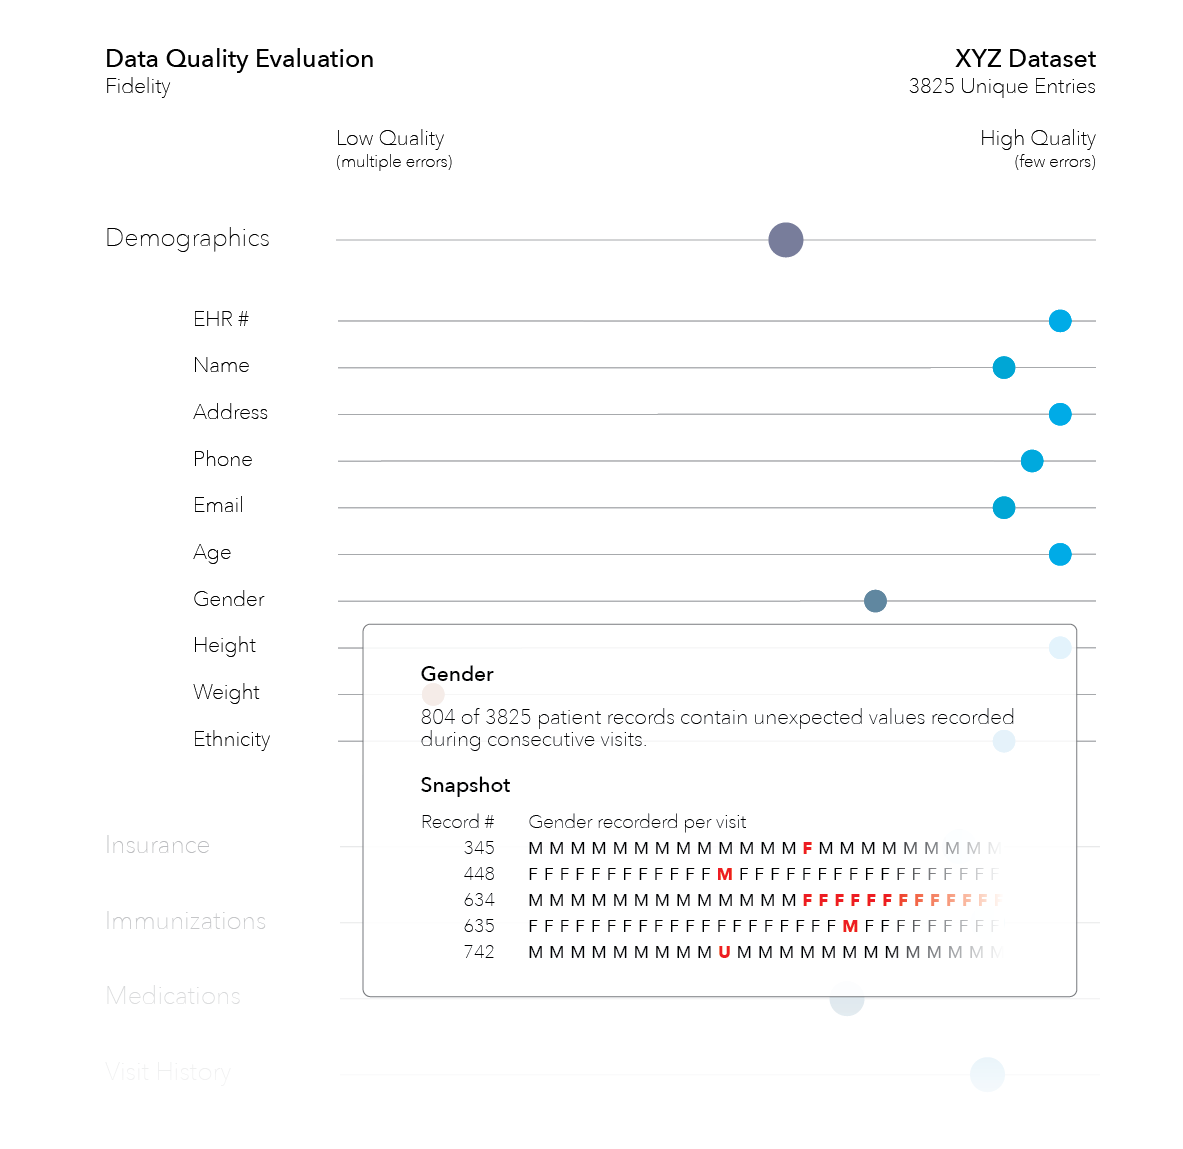 Data Quality Evaluation
Fidelity
XYZ Dataset
3825 Unique Entries
Low Quality
(multiple errors)
High Quality
(few errors)
Demographics
EHR #
Name
Address
Phone
Email
Age
Gender
Height
Weight
Ethnicity
Gender
804 of 3825 patient records contain unexpected values recorded
during consecutive visits.
Snapshot
Record # Gender recorderd per visit
345 M M M M M M M M M M M M M F M M M M M M M M M
448 F F F F F F F F F F F F M F F F F F F F F F F F F F F F F F
634 M M M M M M M M M M M M M F F F F F F F F F F F F F
635 F F F F F F F F F F F F F F F F F F F F M F F F F F F F F F
742 M M M M M M M M M U M M M M M M M M M M M M M
Insurance
Immunizations
Medications
Visit History